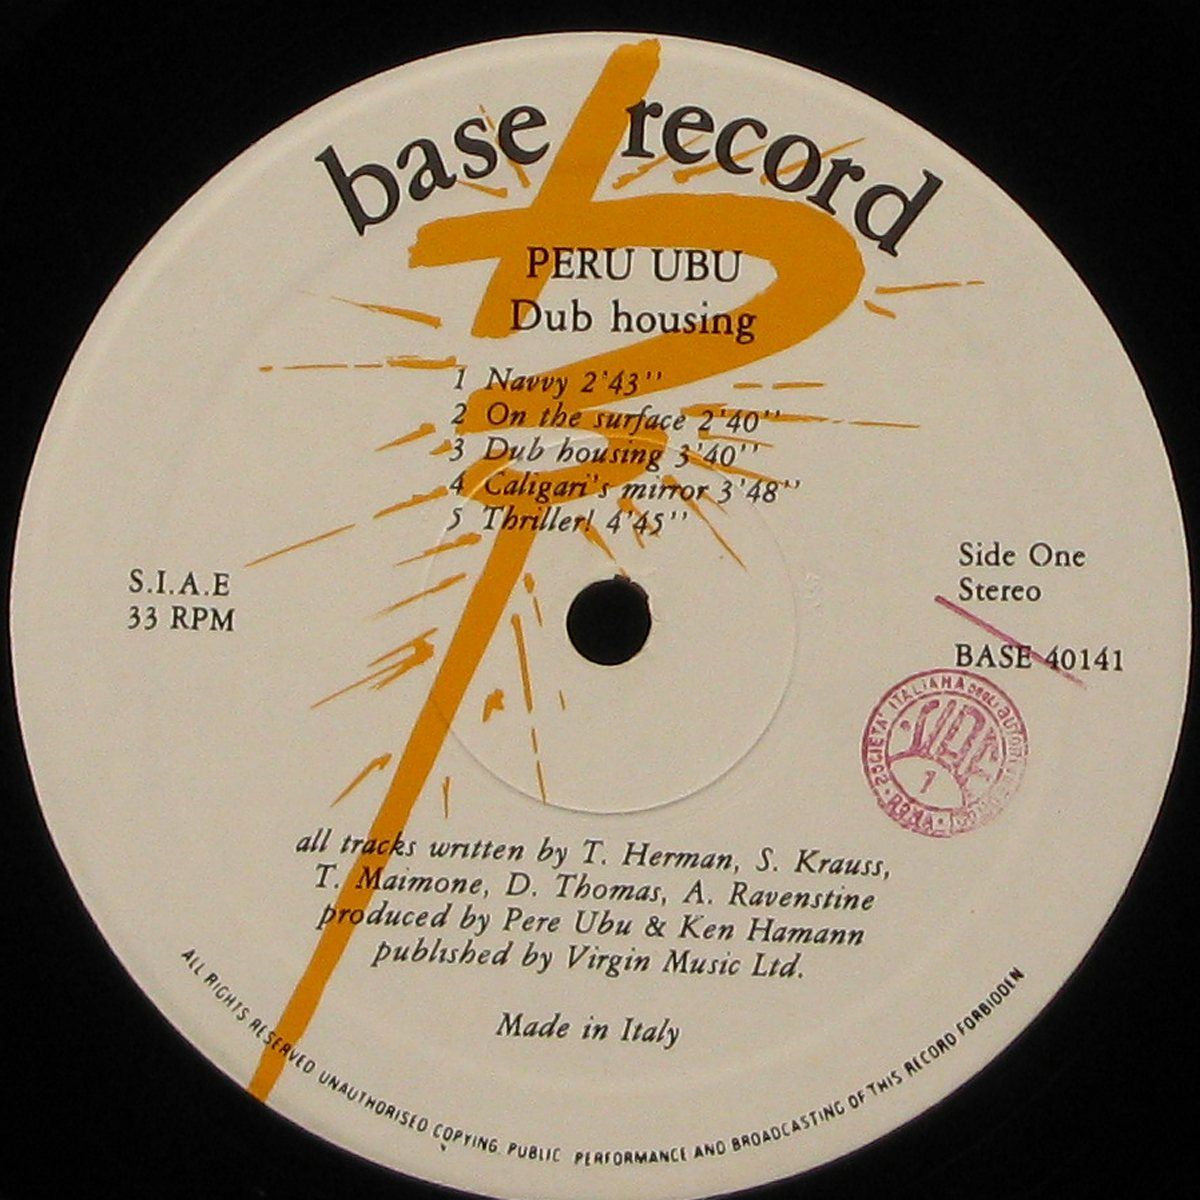 base record
PERU UBU
Dub housing
1 Navvy 2'43''
2 On the surface 2'40''
3 Dub housing 3'40''
4 Caligari's mirror 3'48''
5 Thriller! 4'45''
S.I.A.E
33 RPM
Side One
Stereo
BASE 40141
SOCIETA' ITALIANA DEGLI AUTORI
SIAE
1
ROMA
all tracks written by T. Herman, S. Krauss,
T. Maimone, D. Thomas, A. Ravenstine
produced by Pere Ubu & Ken Hamann
published by Virgin Music Ltd.
Made in Italy
ALL RIGHTS RESERVED UNAUTHORISED COPYING. PUBLIC PERFORMANCE AND BROADCASTING OF THIS RECORD FORBIDDEN